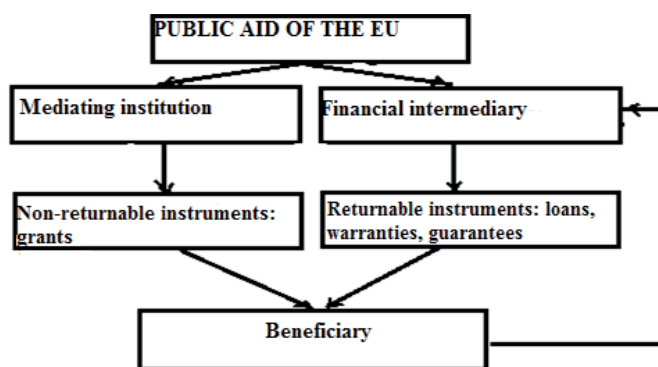 PUBLIC AID OF THE EU
Mediating institution
Financial intermediary
Non-returnable instruments:
grants
Returnable instruments: loans,
warranties, guarantees
Beneficiary